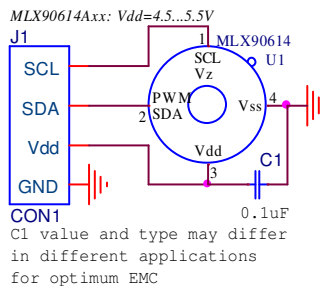 MLX90614Axx: Vdd=4.5...5.5V
J1
1
MLX90614
SCL
SCL
U1
Vz
SDA
PWM
2
SDA
Vss
4
Vdd
Vdd
3
C1
GND
CON1
0.1uF
C1 value and type may differ
in different applications
for optimum EMC